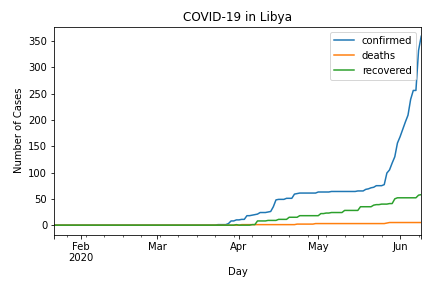 COVID-19 in Libya
confirmed
deaths
recovered
Number of Cases
350
300
250
200
150
100
50
0
Feb Mar Apr May Jun
2020
Day